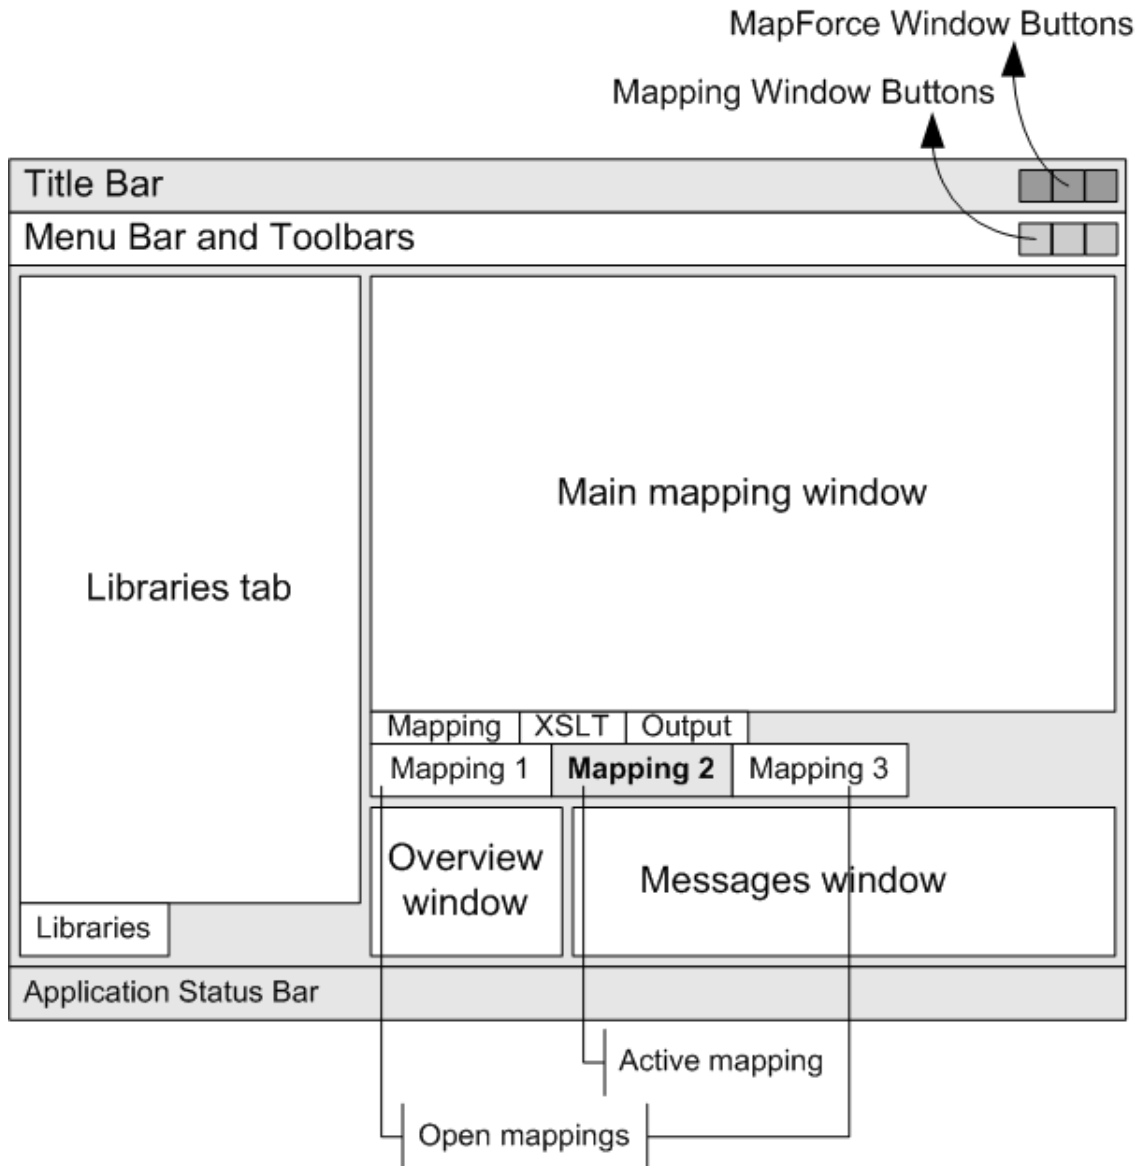 MapForce Window Buttons
Mapping Window Buttons
Title Bar
Menu Bar and Toolbars
Libraries tab
Main mapping window
Mapping
XSLT
Output
Mapping 1
Mapping 2
Mapping 3
Overview
window
Messages window
Libraries
Application Status Bar
Active mapping
Open mappings